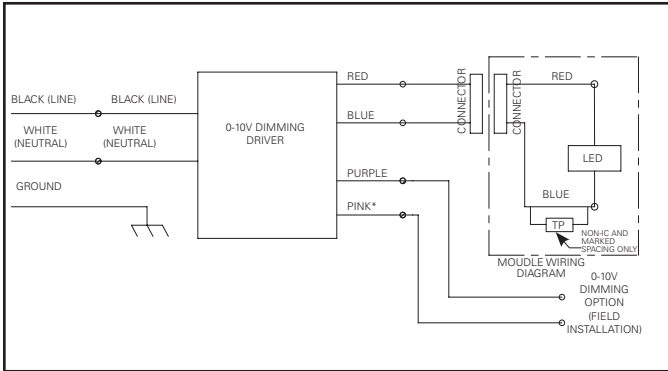 BLACK (LINE)
BLACK (LINE)
WHITE
(NEUTRAL)
WHITE
(NEUTRAL)
GROUND
0-10V DIMMING
DRIVER
RED
BLUE
PURPLE
PINK*
CONNECTOR
CONNECTOR
RED
LED
BLUE
TP
NON-IC AND
MARKED
SPACING ONLY
MOUDLE WIRING
DIAGRAM
0-10V
DIMMING
OPTION
(FIELD
INSTALLATION)